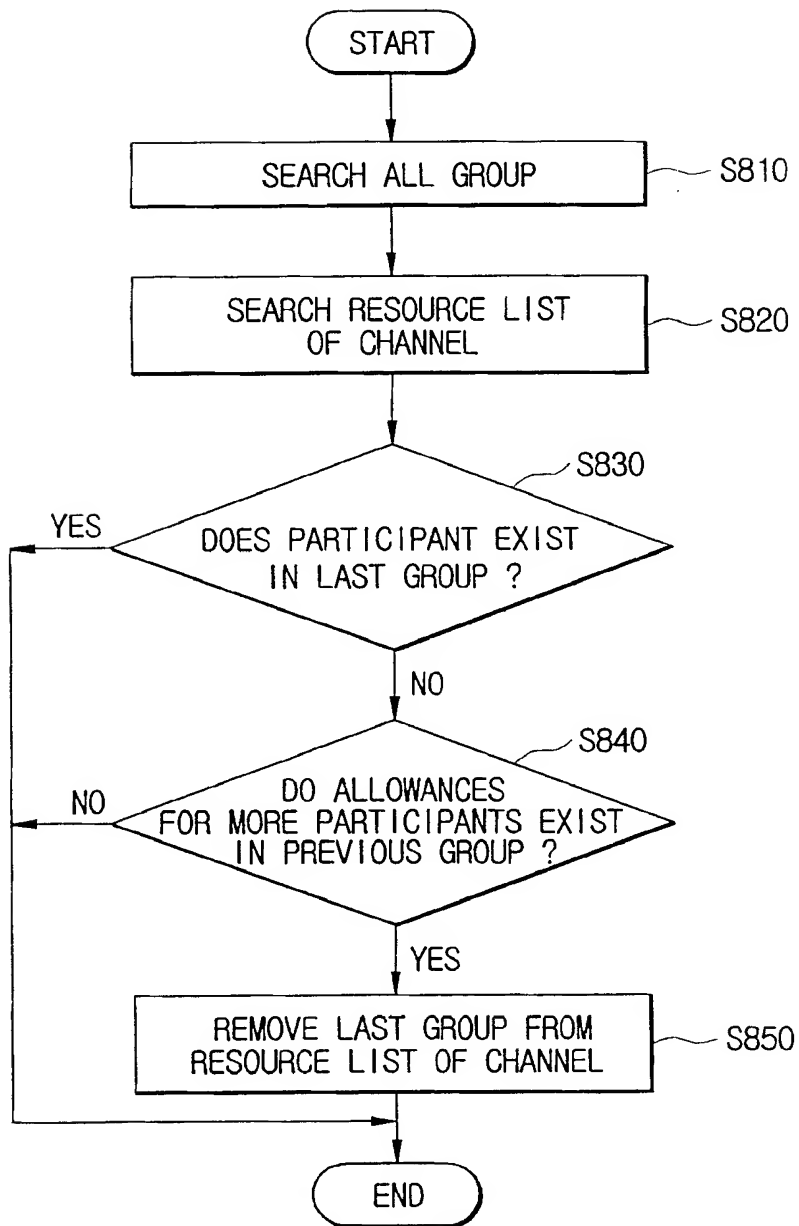 START
SEARCH ALL GROUP
S810
SEARCH RESOURCE LIST
OF CHANNEL
S820
S830
YES
DOES PARTICIPANT EXIST
IN LAST GROUP ?
NO
S840
NO
DO ALLOWANCES
FOR MORE PARTICIPANTS EXIST
IN PREVIOUS GROUP ?
YES
REMOVE LAST GROUP FROM
RESOURCE LIST OF CHANNEL
S850
END